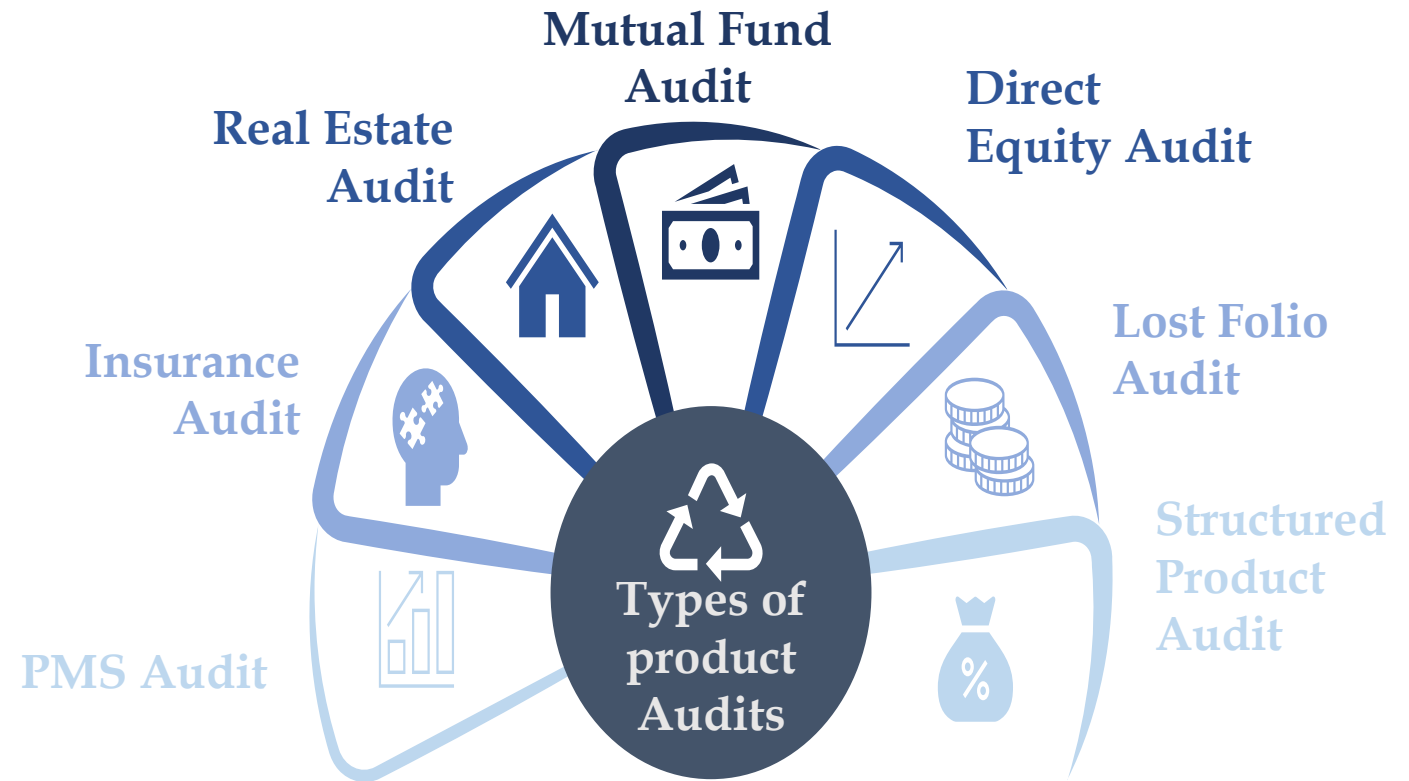 Mutual Fund
Audit
Direct
Equity Audit
Real Estate
Audit
Lost Folio
Audit
Insurance
Audit
Structured
Product
Audit
PMS Audit
%
Types of
product
Audits